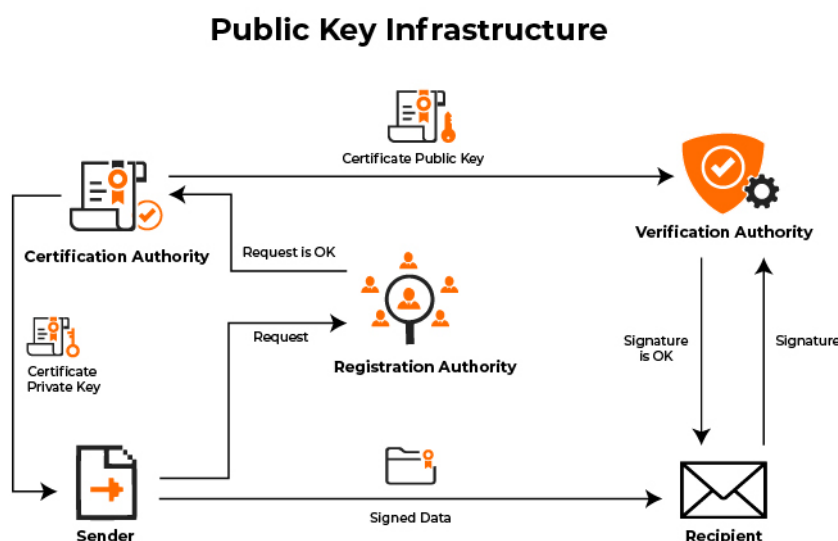 Public Key Infrastructure
Certificate Public Key
Certification Authority
Verification Authority
Request is OK
Request
Registration Authority
Signature
is OK
Signature
Certificate
Private Key
Signed Data
Sender
Recipient